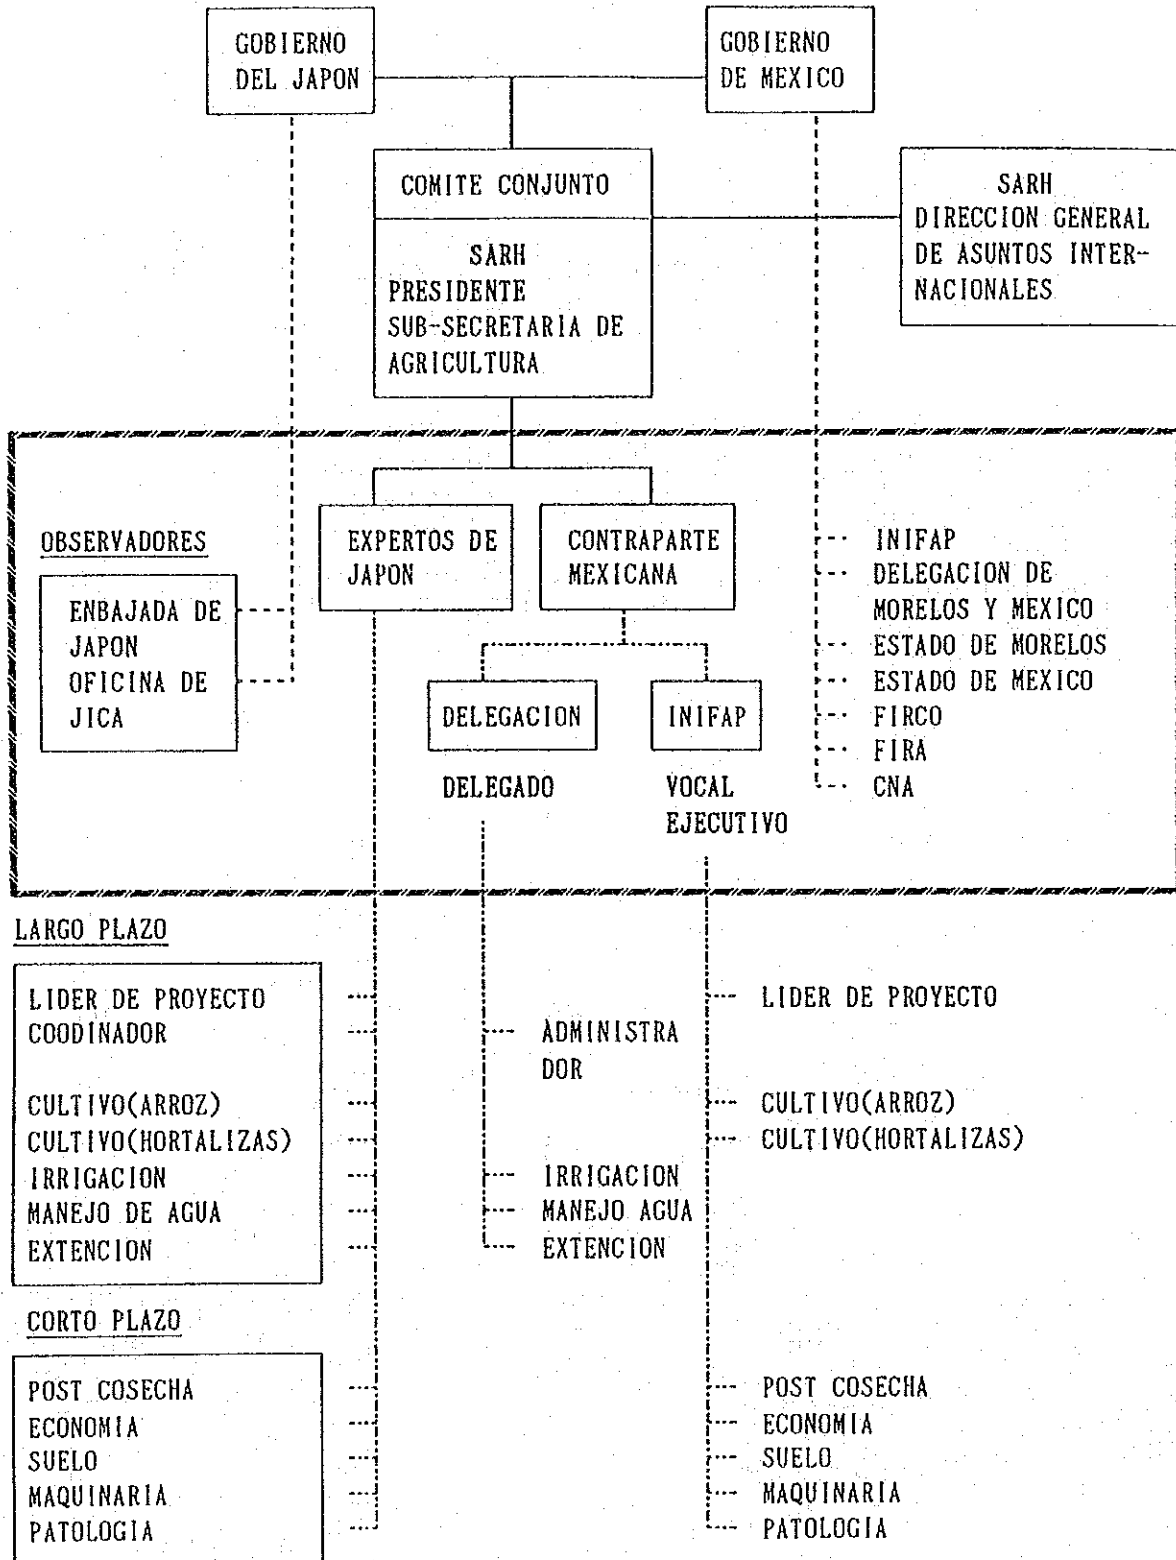 GOBIERNO
DEL JAPON
GOBIERNO
DE MEXICO
COMITE CONJUNTO
SARH
PRESIDENTE
SUB-SECRETARIA DE
AGRICULTURA
SARH
DIRECCION GENERAL
DE ASUNTOS INTER-
NACIONALES
OBSERVADORES
ENBAJADA DE
JAPON
OFICINA DE
JICA
EXPERTOS DE
JAPON
CONTRAPARTE
MEXICANA
DELEGACION
INIFAP
DELEGADO
VOCAL
EJECUTIVO
INIFAP
DELEGACION DE
MORELOS Y MEXICO
ESTADO DE MORELOS
ESTADO DE MEXICO
FIRCO
FIRA
CNA
LARGO PLAZO
LIDER DE PROYECTO
COODINADOR
CULTIVO(ARROZ)
CULTIVO(HORTALIZAS)
IRRIGACION
MANEJO DE AGUA
EXTENCION
ADMINISTRA
DOR
IRRIGACION
MANEJO AGUA
EXTENCION
LIDER DE PROYECTO
CULTIVO(ARROZ)
CULTIVO(HORTALIZAS)
CORTO PLAZO
POST COSECHA
ECONOMIA
SUELO
MAQUINARIA
PATOLOGIA
POST COSECHA
ECONOMIA
SUELO
MAQUINARIA
PATOLOGIA